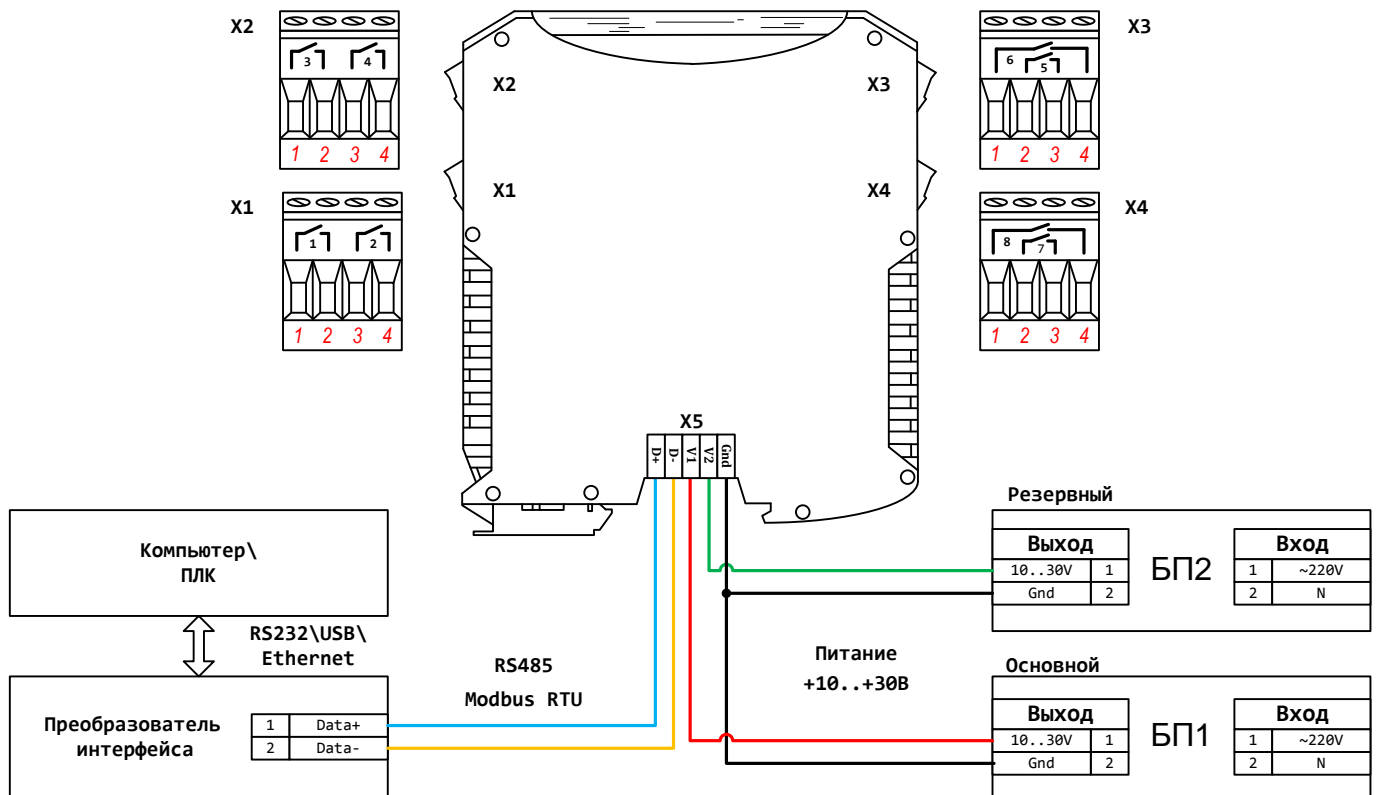 X2
3 4
1 2 3 4
X1
1 2
1 2 3 4
X2
X1
X3
X4
X3
6 5
1 2 3 4
X4
8 7
1 2 3 4
X5
D+ D- V1 V2 Gnd
Компьютер\
ПЛК
RS232\USB\
Ethernet
Преобразователь
интерфейса
1 Data+
2 Data-
RS485
Modbus RTU
Питание
+10..+30В
Резервный
Выход
10..30V 1
Gnd 2
БП2
Вход
1 ~220V
2 N
Основной
Выход
10..30V 1
Gnd 2
БП1
Вход
1 ~220V
2 N